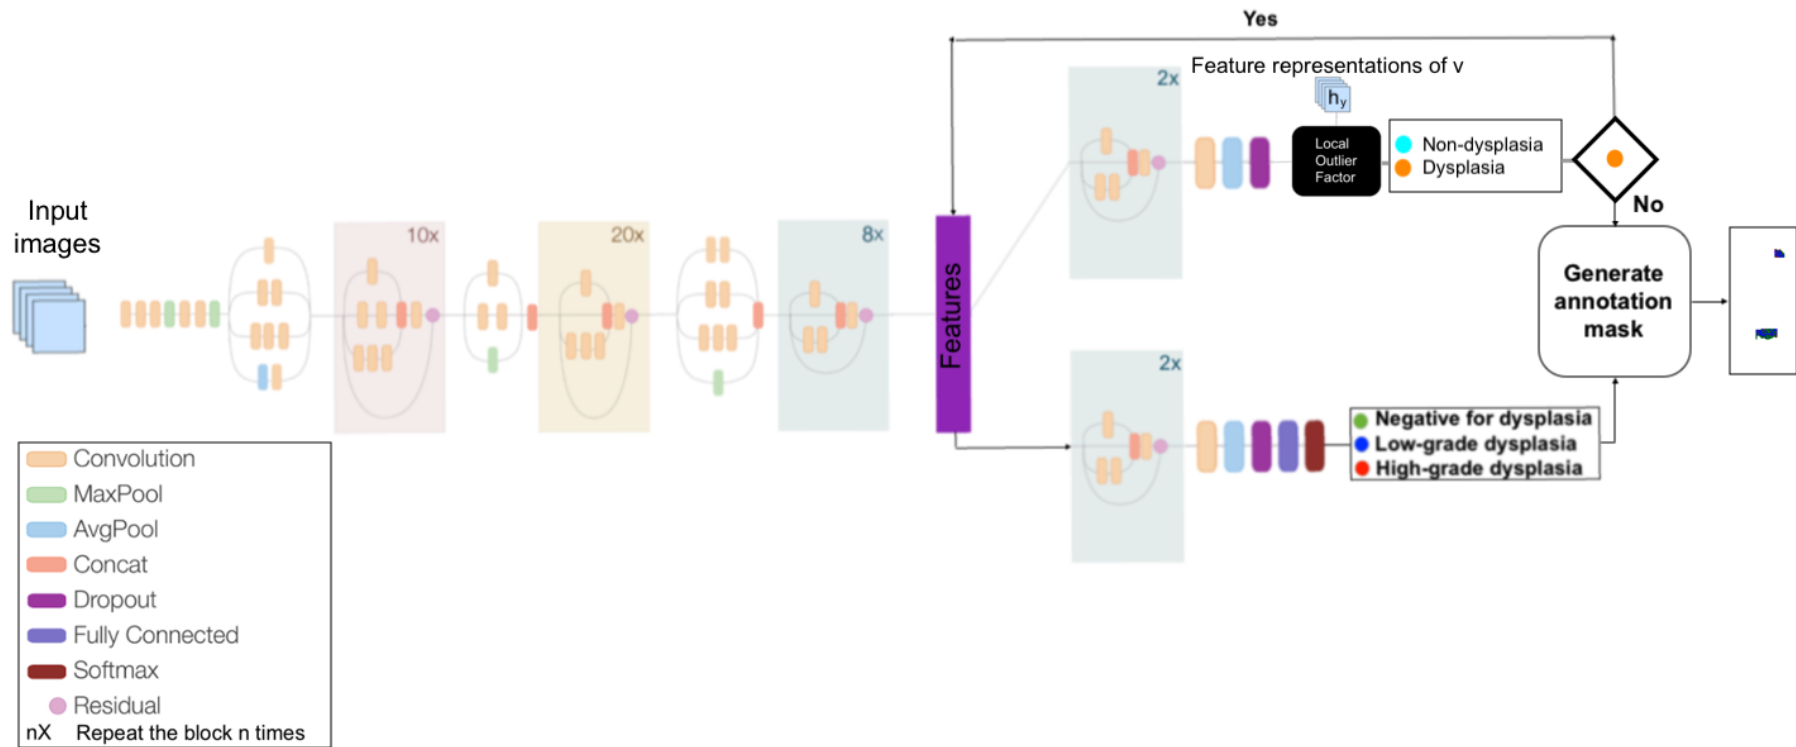 Yes
Feature representations of v
2x
hy
Local
Outlier
Factor
Non-dysplasia
Dysplasia
No
Input
images
10x
20x
8x
Features
Generate
annotation
mask
2x
Negative for dysplasia
Low-grade dysplasia
High-grade dysplasia
Convolution
MaxPool
AvgPool
Concat
Dropout
Fully Connected
Softmax
Residual
nX Repeat the block n times